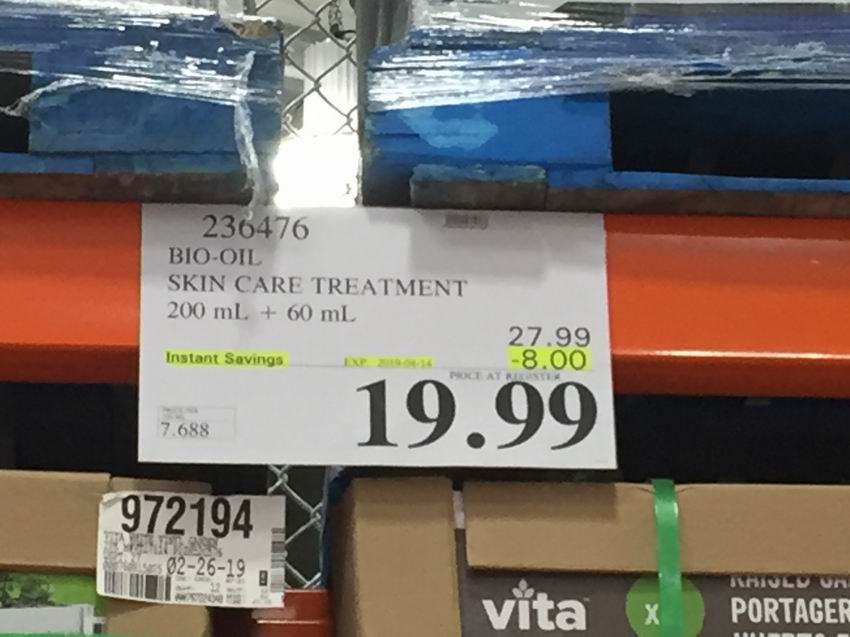 236476
BIO-OIL
SKIN CARE TREATMENT
200 mL + 60 mL
27.99
Instant Savings EXP. 2019-04-14 -8.00
PRICE AT REGISTER
19.99
7.688
972194
02-26-19
vita
X
PORTAGER